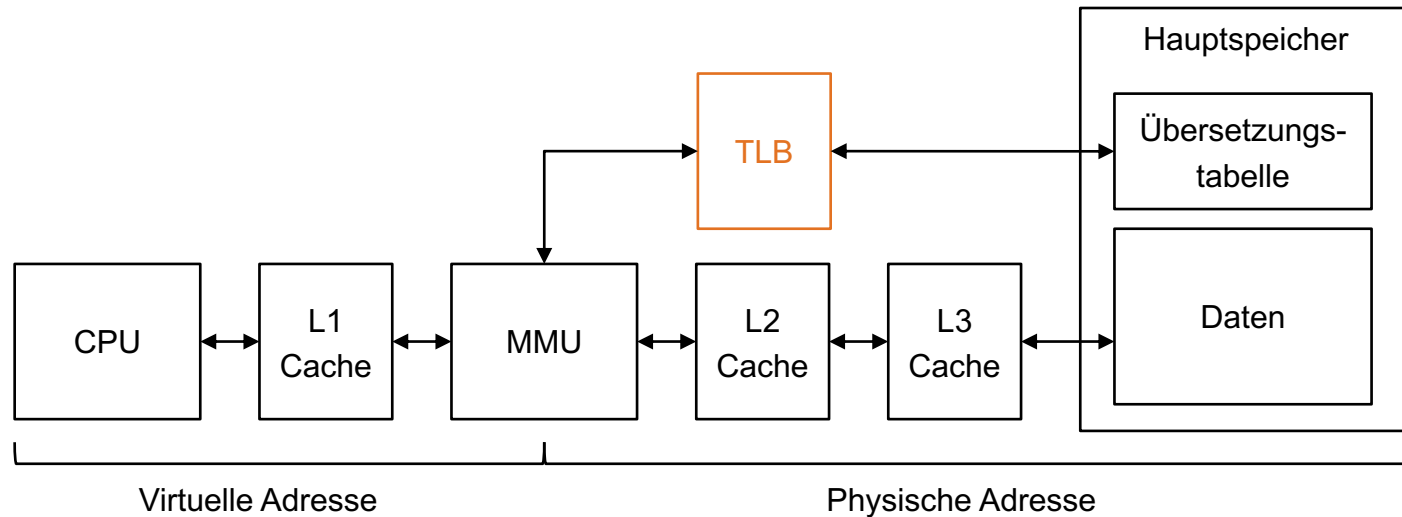 Hauptspeicher
TLB
Übersetzungs-
tabelle
CPU
L1
Cache
MMU
L2
Cache
L3
Cache
Daten
Virtuelle Adresse
Physische Adresse